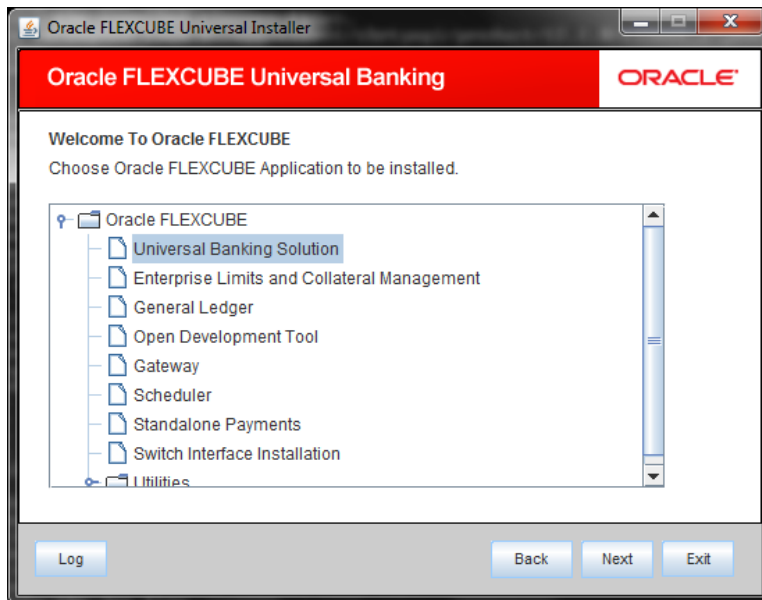 Oracle FLEXCUBE Universal Installer
Oracle FLEXCUBE Universal Banking
ORACLE
Welcome To Oracle FLEXCUBE
Choose Oracle FLEXCUBE Application to be installed.
Oracle FLEXCUBE
Universal Banking Solution
Enterprise Limits and Collateral Management
General Ledger
Open Development Tool
Gateway
Scheduler
Standalone Payments
Switch Interface Installation
Utilities
Log Back Next Exit